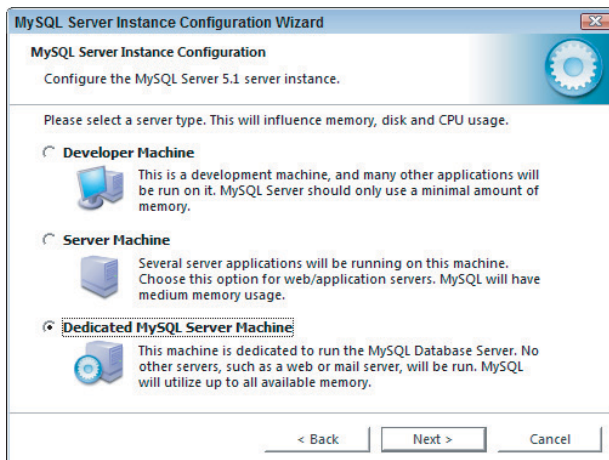 MySQL Server Instance Configuration Wizard
MySQL Server Instance Configuration
Configure the MySQL Server 5.1 server instance.
Please select a server type. This will influence memory, disk and CPU usage.
Developer Machine
This is a development machine, and many other applications will
be run on it. MySQL Server should only use a minimal amount of
memory.
Server Machine
Several server applications will be running on this machine.
Choose this option for web/application servers. MySQL will have
medium memory usage.
Dedicated MySQL Server Machine
This machine is dedicated to run the MySQL Database Server. No
other servers, such as a web or mail server, will be run. MySQL
will utilize up to all available memory.
< Back
Next >
Cancel